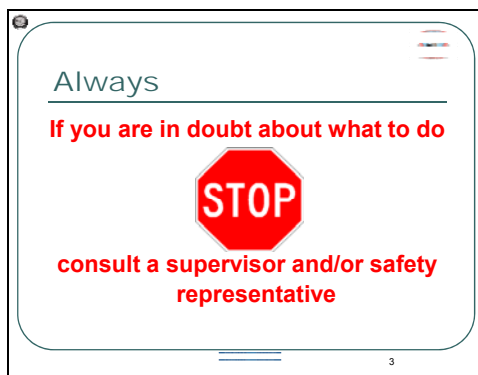 Always
If you are in doubt about what to do
STOP
consult a supervisor and/or safety
representative
3